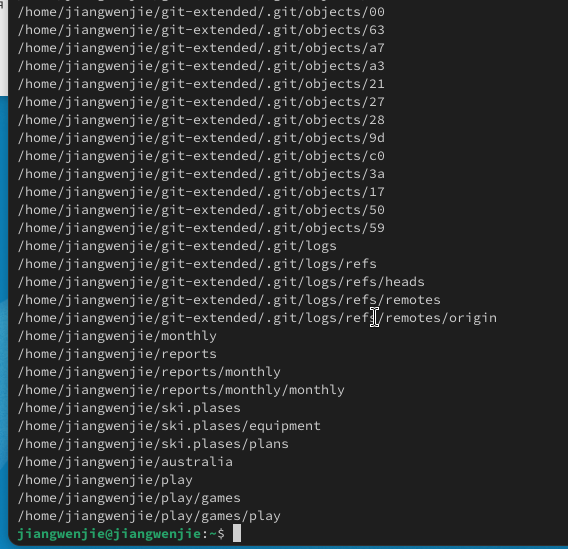 /home/jiangwenjie/git-extended/.git/objects/00
/home/jiangwenjie/git-extended/.git/objects/63
/home/jiangwenjie/git-extended/.git/objects/a7
/home/jiangwenjie/git-extended/.git/objects/a3
/home/jiangwenjie/git-extended/.git/objects/21
/home/jiangwenjie/git-extended/.git/objects/27
/home/jiangwenjie/git-extended/.git/objects/28
/home/jiangwenjie/git-extended/.git/objects/9d
/home/jiangwenjie/git-extended/.git/objects/c0
/home/jiangwenjie/git-extended/.git/objects/3a
/home/jiangwenjie/git-extended/.git/objects/17
/home/jiangwenjie/git-extended/.git/objects/50
/home/jiangwenjie/git-extended/.git/objects/59
/home/jiangwenjie/git-extended/.git/logs
/home/jiangwenjie/git-extended/.git/logs/refs
/home/jiangwenjie/git-extended/.git/logs/refs/heads
/home/jiangwenjie/git-extended/.git/logs/refs/remotes
/home/jiangwenjie/git-extended/.git/logs/refs/remotes/origin
/home/jiangwenjie/monthly
/home/jiangwenjie/reports
/home/jiangwenjie/reports/monthly
/home/jiangwenjie/reports/monthly/monthly
/home/jiangwenjie/ski.plases
/home/jiangwenjie/ski.plases/equipment
/home/jiangwenjie/ski.plases/plans
/home/jiangwenjie/australia
/home/jiangwenjie/play
/home/jiangwenjie/play/games
/home/jiangwenjie/play/games/play
jiangwenjie@jiangwenjie:~$